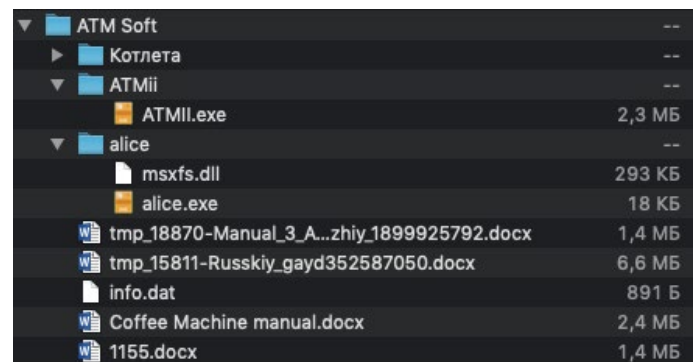 ATM Soft --
Котлета --
ATMii --
ATMII.exe 2,3 МБ
alice --
msxfs.dll 293 КБ
alice.exe 18 КБ
tmp_18870-Manual_3_A...zhiy_1899925792.docx 1,4 МБ
tmp_15811-Russkiy_gayd352587050.docx 6,6 МБ
info.dat 891 Б
Coffee Machine manual.docx 2,4 МБ
1155.docx 1,4 МБ